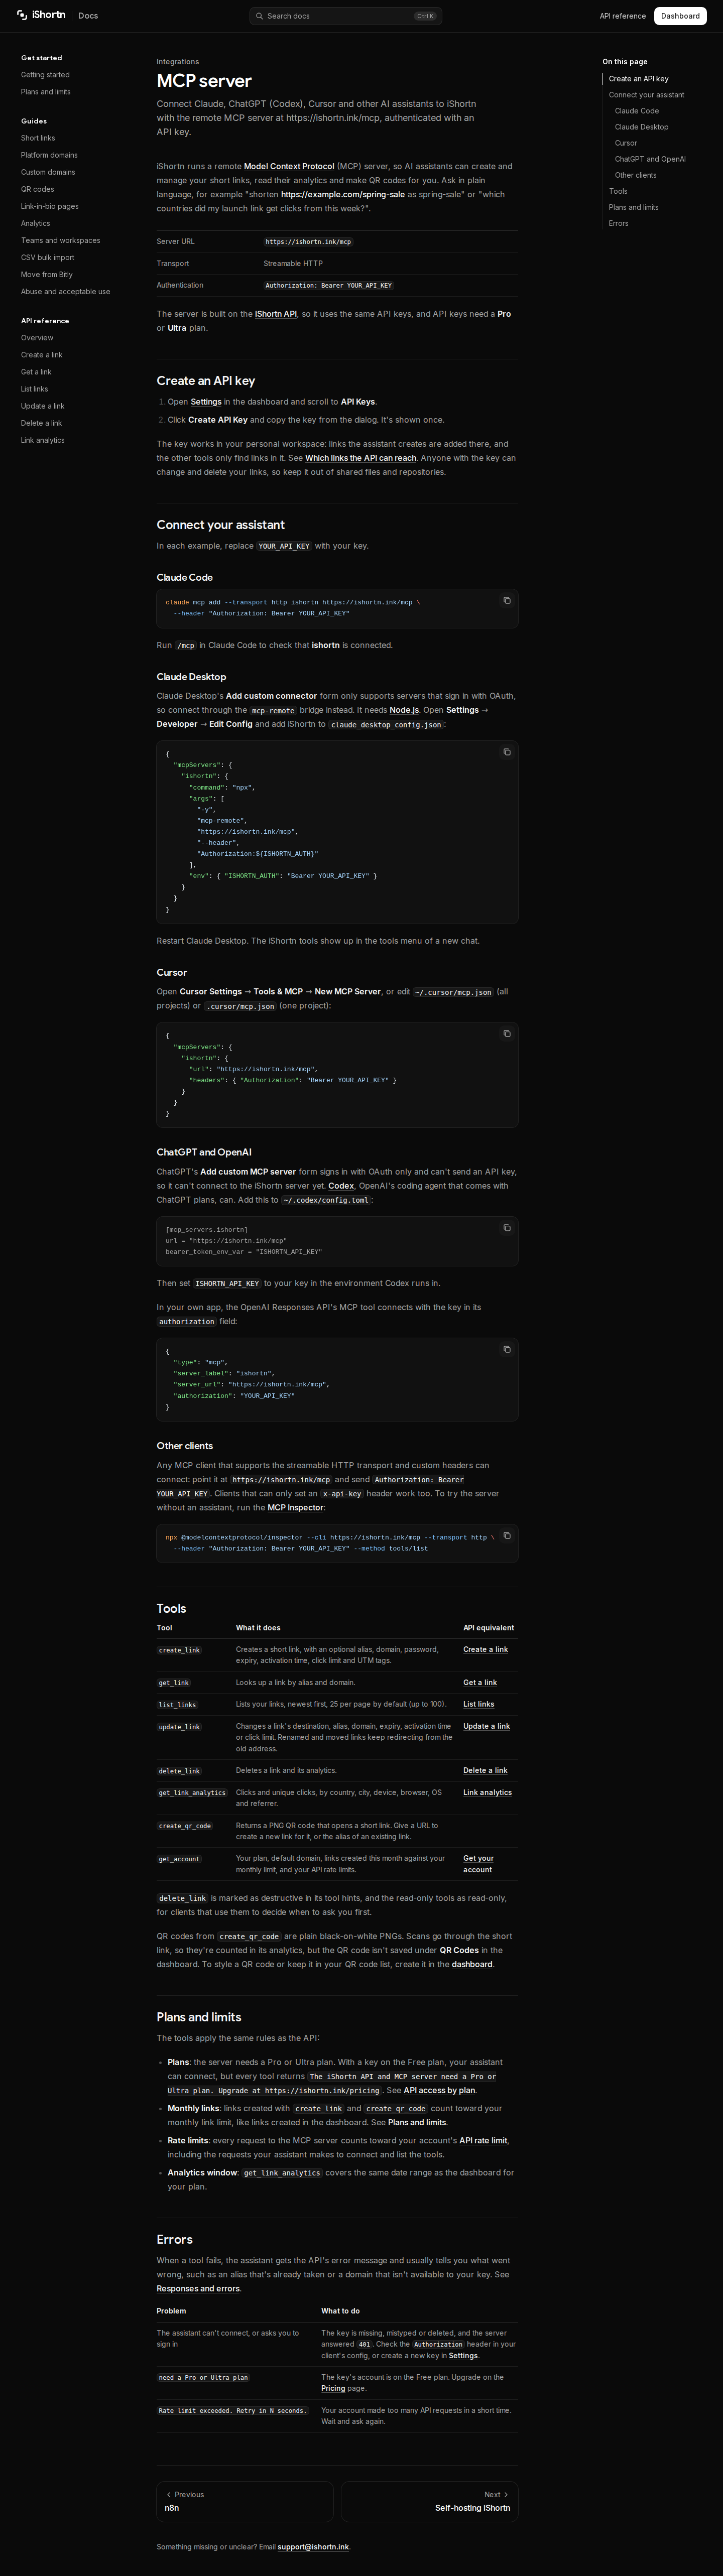 iShortn
Docs
Search docs
Ctrl K
API reference
Dashboard
Get started
Getting started
Plans and limits
Guides
Short links
Platform domains
Custom domains
QR codes
Link-in-bio pages
Analytics
Teams and workspaces
CSV bulk import
Move from Bitly
Abuse and acceptable use
API reference
Overview
Create a link
Get a link
List links
Update a link
Delete a link
Link analytics
Integrations
MCP server
Connect Claude, ChatGPT (Codex), Cursor and other AI assistants to iShortn
with the remote MCP server at https://ishortn.ink/mcp, authenticated with an
API key.
iShortn runs a remote Model Context Protocol (MCP) server, so AI assistants can create and
manage your short links, read their analytics and make QR codes for you. Ask in plain
language, for example "shorten https://example.com/spring-sale as spring-sale" or "which
countries did my launch link get clicks from this week?".
Server URL https://ishortn.ink/mcp
Transport Streamable HTTP
Authentication Authorization: Bearer YOUR_API_KEY
The server is built on the iShortn API, so it uses the same API keys, and API keys need a Pro
or Ultra plan.
Create an API key
1. Open Settings in the dashboard and scroll to API Keys.
2. Click Create API Key and copy the key from the dialog. It's shown once.
The key works in your personal workspace: links the assistant creates are added there, and
the other tools only find links in it. See Which links the API can reach. Anyone with the key can
change and delete your links, so keep it out of shared files and repositories.
Connect your assistant
In each example, replace YOUR_API_KEY with your key.
Claude Code
claude mcp add --transport http ishortn https://ishortn.ink/mcp \
--header "Authorization: Bearer YOUR_API_KEY"
Run /mcp in Claude Code to check that ishortn is connected.
Claude Desktop
Claude Desktop's Add custom connector form only supports servers that sign in with OAuth,
so connect through the mcp-remote bridge instead. It needs Node.js. Open Settings →
Developer → Edit Config and add iShortn to claude_desktop_config.json:
{
"mcpServers": {
"ishortn": {
"command": "npx",
"args": [
"-y",
"mcp-remote",
"https://ishortn.ink/mcp",
"--header",
"Authorization:${ISHORTN_AUTH}"
],
"env": { "ISHORTN_AUTH": "Bearer YOUR_API_KEY" }
}
}
}
Restart Claude Desktop. The iShortn tools show up in the tools menu of a new chat.
Cursor
Open Cursor Settings → Tools & MCP → New MCP Server, or edit ~/.cursor/mcp.json (all
projects) or .cursor/mcp.json (one project):
{
"mcpServers": {
"ishortn": {
"url": "https://ishortn.ink/mcp",
"headers": { "Authorization": "Bearer YOUR_API_KEY" }
}
}
}
ChatGPT and OpenAI
ChatGPT's Add custom MCP server form signs in with OAuth only and can't send an API key,
so it can't connect to the iShortn server yet. Codex, OpenAI's coding agent that comes with
ChatGPT plans, can. Add this to ~/.codex/config.toml:
[mcp_servers.ishortn]
url = "https://ishortn.ink/mcp"
bearer_token_env_var = "ISHORTN_API_KEY"
Then set ISHORTN_API_KEY to your key in the environment Codex runs in.
In your own app, the OpenAI Responses API's MCP tool connects with the key in its
authorization field:
{
"type": "mcp",
"server_label": "ishortn",
"server_url": "https://ishortn.ink/mcp",
"authorization": "YOUR_API_KEY"
}
Other clients
Any MCP client that supports the streamable HTTP transport and custom headers can
connect: point it at https://ishortn.ink/mcp and send Authorization: Bearer
YOUR_API_KEY. Clients that can only set an x-api-key header work too. To try the server
without an assistant, run the MCP Inspector:
npx @modelcontextprotocol/inspector --cli https://ishortn.ink/mcp --transport http \
--header "Authorization: Bearer YOUR_API_KEY" --method tools/list
Tools
Tool What it does API equivalent
create_link Creates a short link, with an optional alias, domain, password, Create a link
expiry, activation time, click limit and UTM tags.
get_link Looks up a link by alias and domain. Get a link
list_links Lists your links, newest first, 25 per page by default (up to 100). List links
update_link Changes a link's destination, alias, domain, expiry, activation time Update a link
or click limit. Renamed and moved links keep redirecting from the
old address.
delete_link Deletes a link and its analytics. Delete a link
get_link_analytics Clicks and unique clicks, by country, city, device, browser, OS Link analytics
and referrer.
create_qr_code Returns a PNG QR code that opens a short link. Give a URL to
create a new link for it, or the alias of an existing link.
get_account Your plan, default domain, links created this month against your Get your
monthly limit, and your API rate limits. account
delete_link is marked as destructive in its tool hints, and the read-only tools as read-only,
for clients that use them to decide when to ask you first.
QR codes from create_qr_code are plain black-on-white PNGs. Scans go through the short
link, so they're counted in its analytics, but the QR code isn't saved under QR Codes in the
dashboard. To style a QR code or keep it in your QR code list, create it in the dashboard.
Plans and limits
The tools apply the same rules as the API:
• Plans: the server needs a Pro or Ultra plan. With a key on the Free plan, your assistant
can connect, but every tool returns The iShortn API and MCP server need a Pro or
Ultra plan. Upgrade at https://ishortn.ink/pricing. See API access by plan.
• Monthly links: links created with create_link and create_qr_code count toward your
monthly link limit, like links created in the dashboard. See Plans and limits.
• Rate limits: every request to the MCP server counts toward your account's API rate limit,
including the requests your assistant makes to connect and list the tools.
• Analytics window: get_link_analytics covers the same date range as the dashboard for
your plan.
Errors
When a tool fails, the assistant gets the API's error message and usually tells you what went
wrong, such as an alias that's already taken or a domain that isn't available to your link. See
Responses and errors.
Problem What to do
The assistant can't connect, or asks you to The key is missing, mistyped or deleted, and the server
sign in answered 401. Check the Authorization header in your
client's config, or create a new key in Settings.
need a Pro or Ultra plan The key's account is on the Free plan. Upgrade on the
Pricing page.
Rate limit exceeded. Retry in N seconds. Your account made too many API requests in a short time.
Wait and ask again.
Previous
n8n
Next
Self-hosting iShortn
Something missing or unclear? Email support@ishortn.ink.
On this page
Create an API key
Connect your assistant
Claude Code
Claude Desktop
Cursor
ChatGPT and OpenAI
Other clients
Tools
Plans and limits
Errors